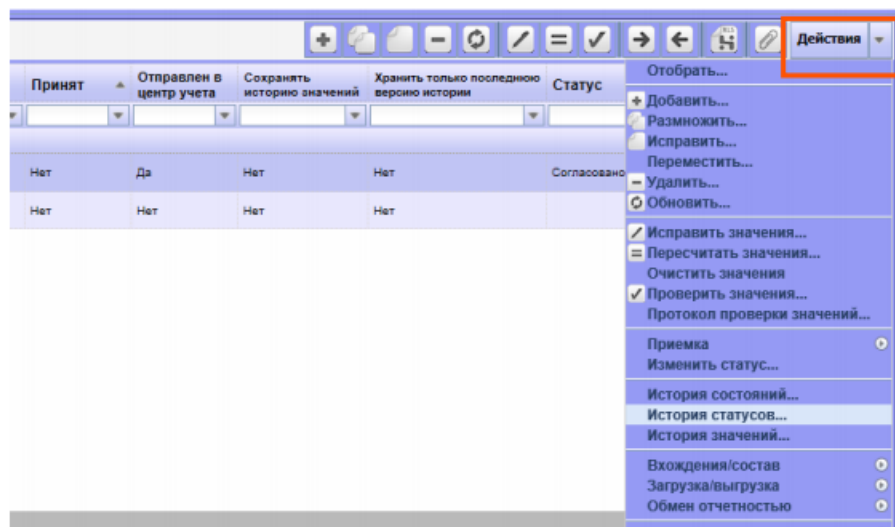 Действия
Принят
Отправлен в
центр учета
Сохранять
историю значений
Хранить только последнюю
версию истории
Статус
Нет
Да
Нет
Нет
Согласовано
Нет
Нет
Нет
Нет
Отобрать...
Добавить...
Размножить...
Исправить...
Переместить...
Удалить...
Обновить...
Исправить значения...
Пересчитать значения...
Очистить значения
Проверить значения...
Протокол проверки значений...
Приемка
Изменить статус...
История состояний...
История статусов...
История значений...
Вхождения/состав
Загрузка/выгрузка
Обмен отчетностью